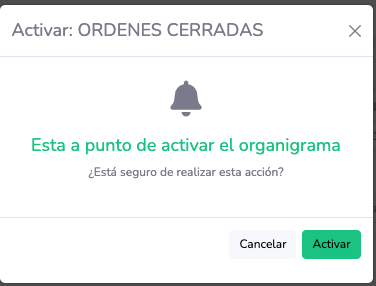 Activar: ORDENES CERRADAS
Esta a punto de activar el organigrama
¿Está seguro de realizar esta acción?
Cancelar
Activar